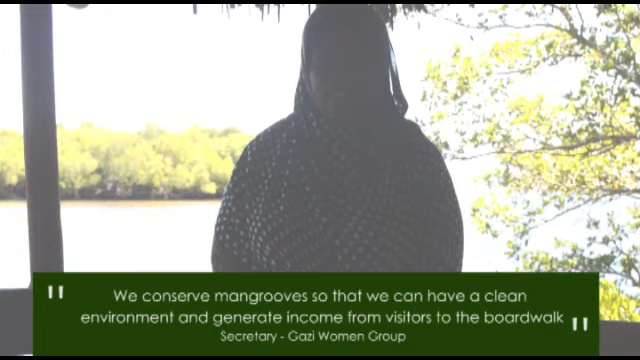 " We conserve mangrooves so that we can have a clean
environment and generate income from visitors to the boardwalk "
Secretary - Gazi Women Group